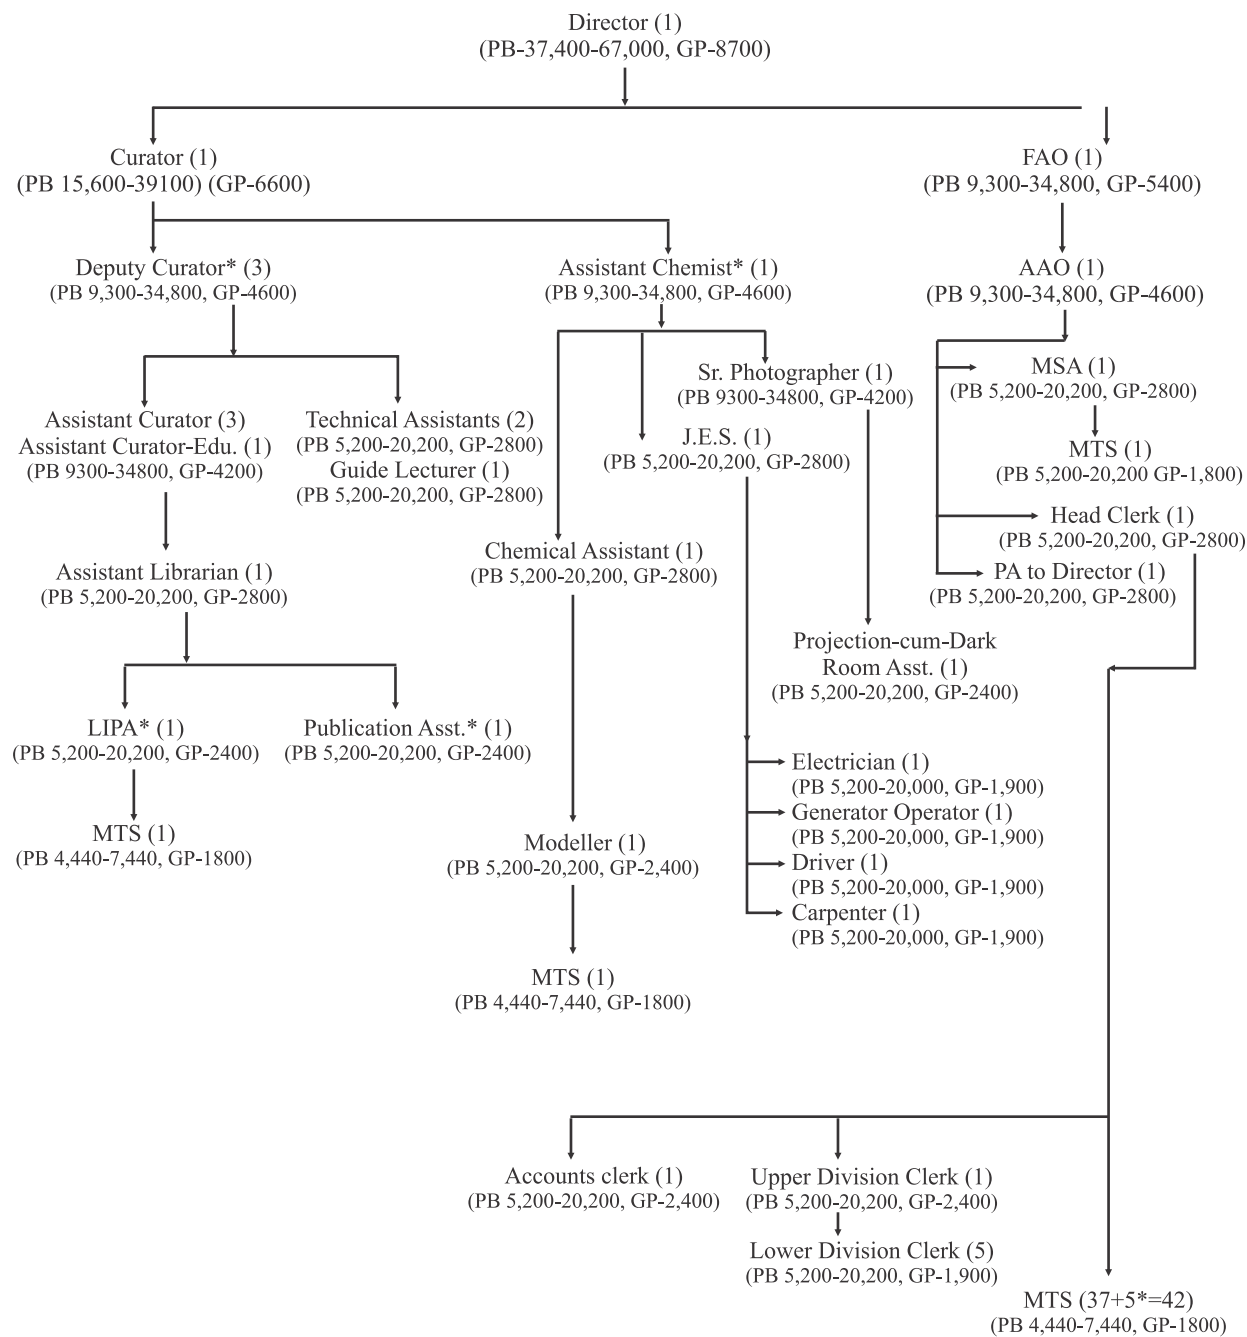 Director (1)
(PB-37,400-67,000, GP-8700)
Curator (1)
(PB 15,600-39100) (GP-6600)
FAO (1)
(PB 9,300-34,800, GP-5400)
Deputy Curator* (3)
(PB 9,300-34,800, GP-4600)
Assistant Chemist* (1)
(PB 9,300-34,800, GP-4600)
AAO (1)
(PB 9,300-34,800, GP-4600)
Assistant Curator (3)
Assistant Curator-Edu. (1)
(PB 9300-34800, GP-4200)
Technical Assistants (2)
(PB 5,200-20,200, GP-2800)
Guide Lecturer (1)
(PB 5,200-20,200, GP-2800)
Sr. Photographer (1)
(PB 9300-34800, GP-4200)
J.E.S. (1)
(PB 5,200-20,200, GP-2800)
MSA (1)
(PB 5,200-20,200, GP-2800)
MTS (1)
(PB 5,200-20,200 GP-1,800)
Head Clerk (1)
(PB 5,200-20,200, GP-2800)
PA to Director (1)
(PB 5,200-20,200, GP-2800)
Chemical Assistant (1)
(PB 5,200-20,200, GP-2800)
Assistant Librarian (1)
(PB 5,200-20,200, GP-2800)
Projection-cum-Dark
Room Asst. (1)
(PB 5,200-20,200, GP-2400)
LIPA* (1)
(PB 5,200-20,200, GP-2400)
Publication Asst.* (1)
(PB 5,200-20,200, GP-2400)
Electrician (1)
(PB 5,200-20,000, GP-1,900)
Generator Operator (1)
(PB 5,200-20,000, GP-1,900)
Driver (1)
(PB 5,200-20,000, GP-1,900)
Carpenter (1)
(PB 5,200-20,000, GP-1,900)
MTS (1)
(PB 4,440-7,440, GP-1800)
Modeller (1)
(PB 5,200-20,200, GP-2,400)
MTS (1)
(PB 4,440-7,440, GP-1800)
Accounts clerk (1)
(PB 5,200-20,200, GP-2,400)
Upper Division Clerk (1)
(PB 5,200-20,200, GP-2,400)
Lower Division Clerk (5)
(PB 5,200-20,200, GP-1,900)
MTS (37+5*=42)
(PB 4,440-7,440, GP-1800)